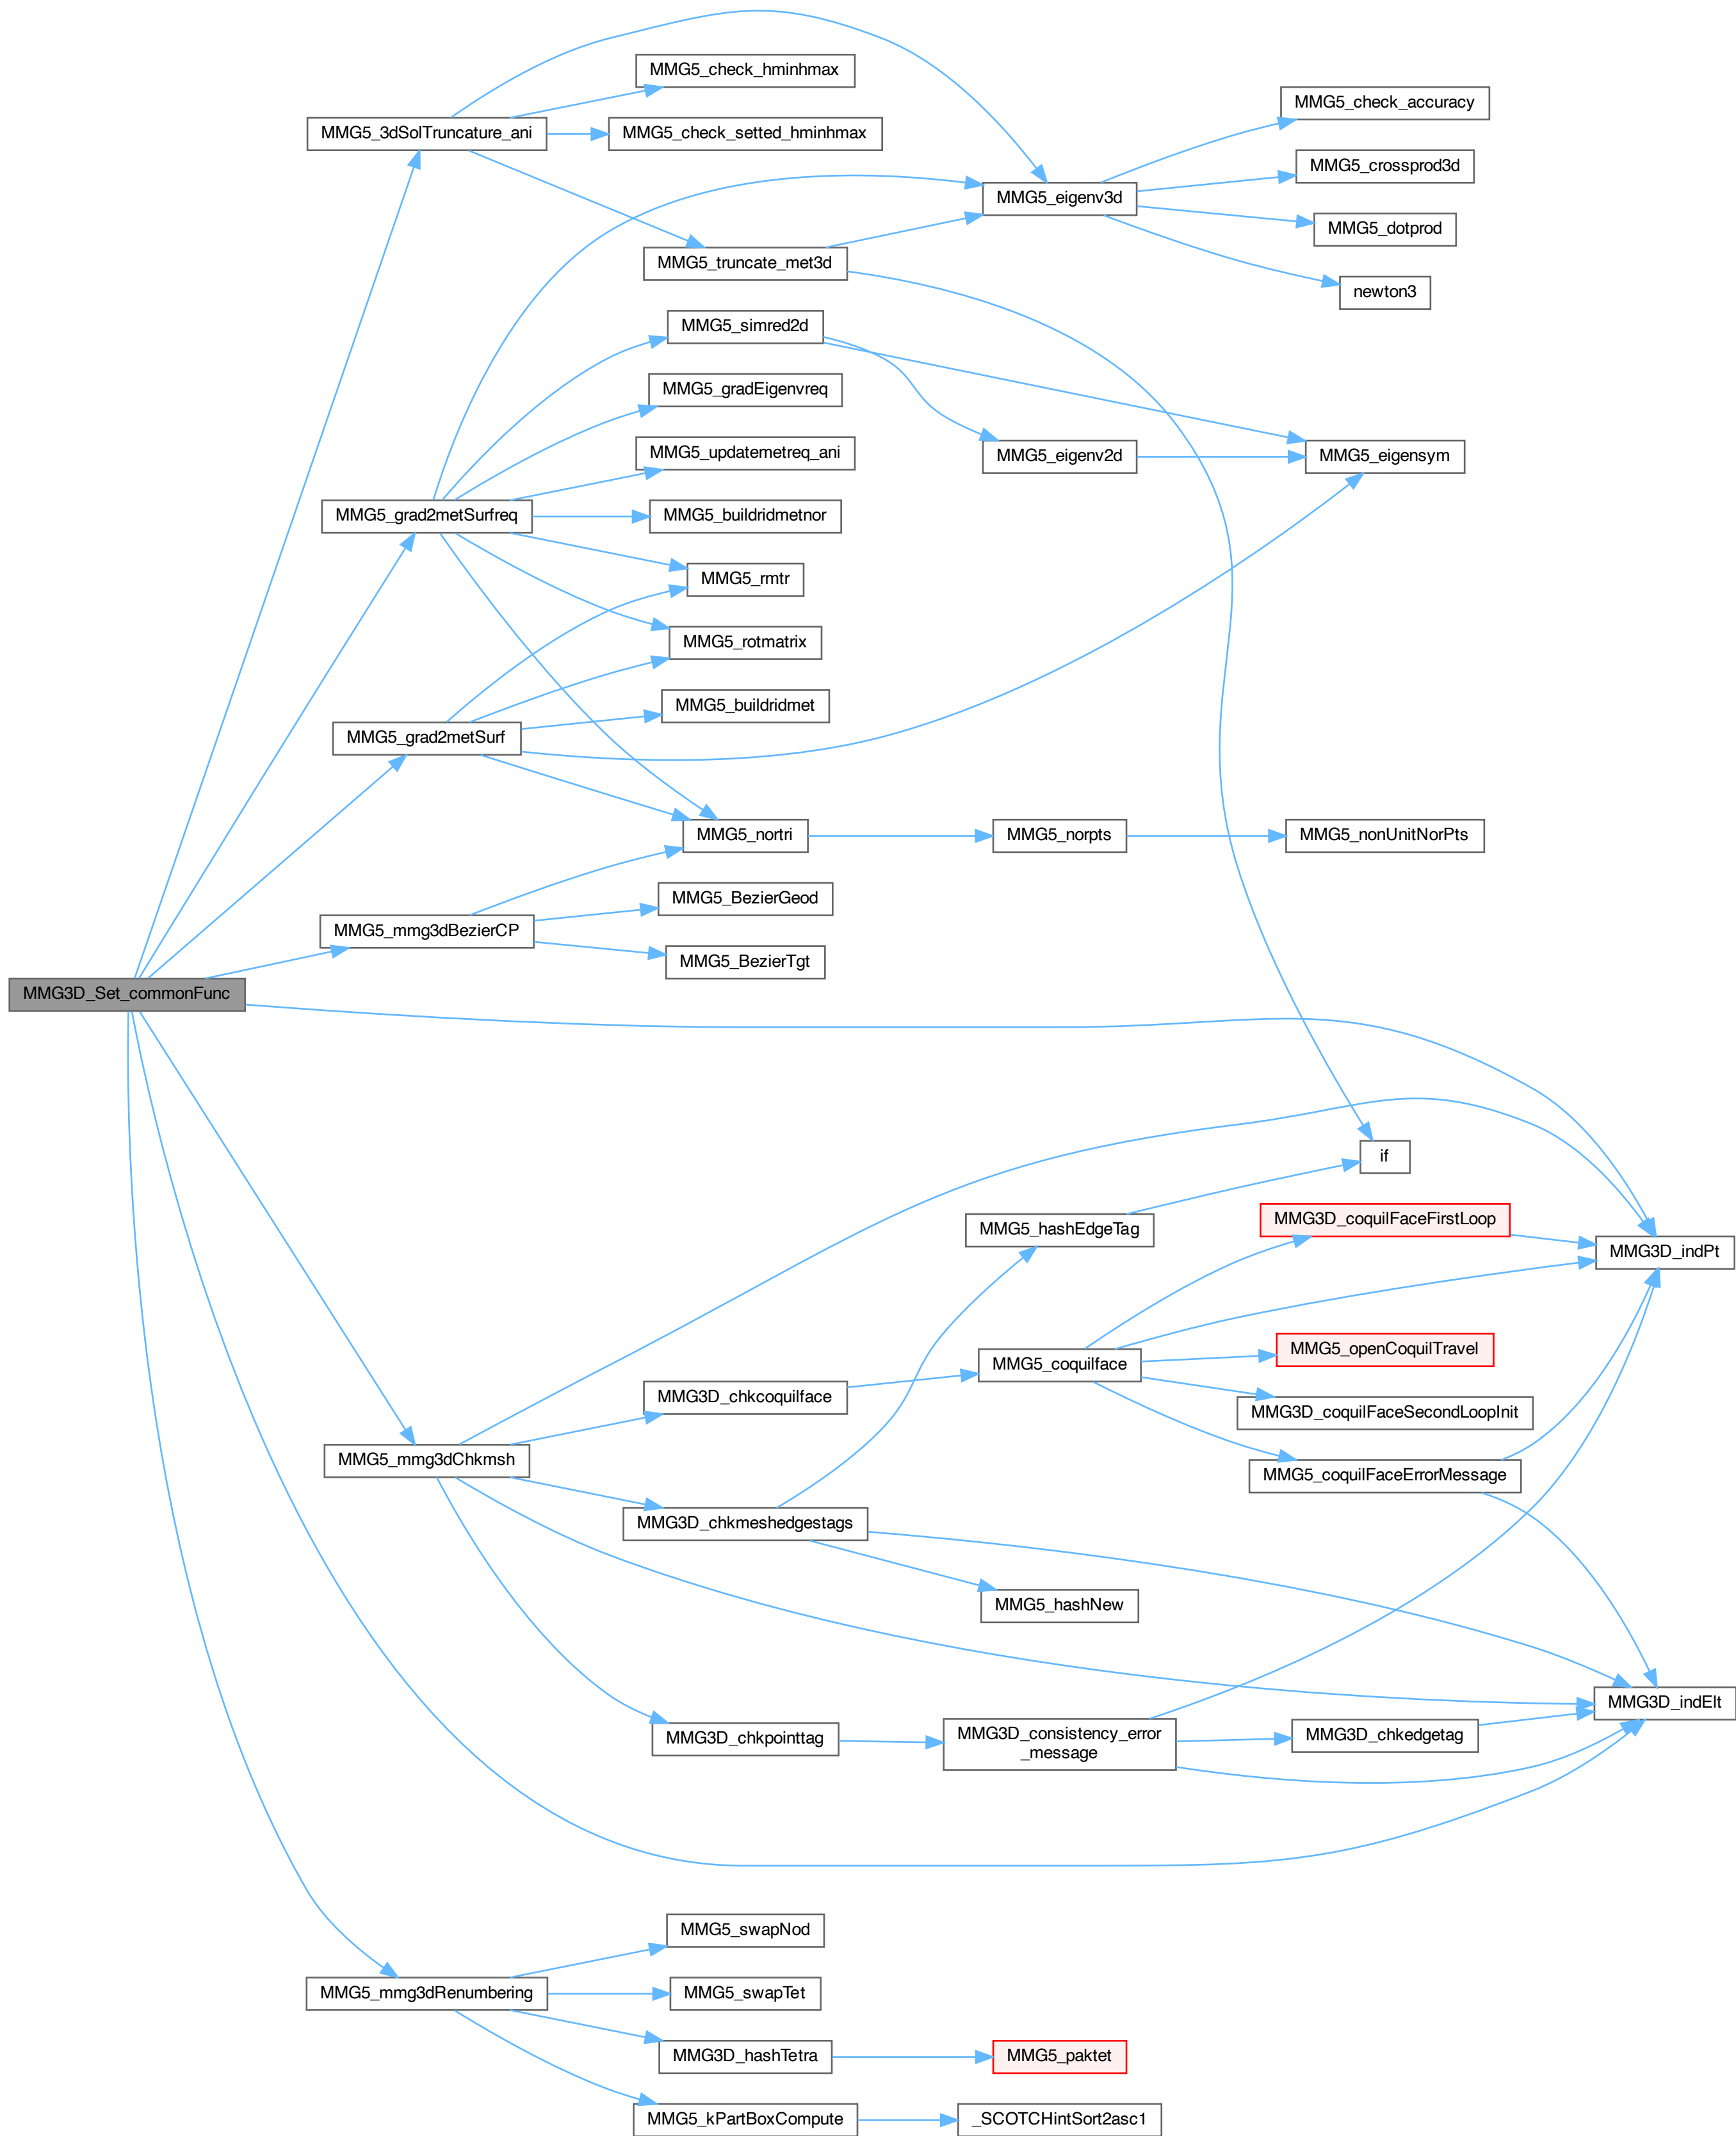 MMG5_check_hminhmax
MMG5_check_accuracy
MMG5_3dSolTruncature_ani
MMG5_check_setted_hminhmax
MMG5_crossprod3d
MMG5_eigenv3d
MMG5_dotprod
MMG5_truncate_met3d
newton3
MMG5_simred2d
MMG5_gradEigenvreq
MMG5_updatemetreq_ani
MMG5_eigenv2d
MMG5_eigensym
MMG5_grad2metSurfreq
MMG5_buildridmetnor
MMG5_rmtr
MMG5_rotmatrix
MMG5_buildridmet
MMG5_grad2metSurf
MMG5_nortri
MMG5_norpts
MMG5_nonUnitNorPts
MMG5_BezierGeod
MMG5_mmg3dBezierCP
MMG5_BezierTgt
MMG3D_Set_commonFunc
if
MMG3D_coquilFaceFirstLoop
MMG5_hashEdgeTag
MMG3D_indPt
MMG5_openCoquilTravel
MMG5_coquilface
MMG3D_chkcoquilface
MMG3D_coquilFaceSecondLoopInit
MMG5_mmg3dChkmsh
MMG5_coquilFaceErrorMessage
MMG3D_chkmeshedgestags
MMG5_hashNew
MMG3D_indElt
MMG3D_chkpointtag
MMG3D_consistency_error
_message
MMG3D_chkedgetag
MMG5_swapNod
MMG5_mmg3dRenumbering
MMG5_swapTet
MMG3D_hashTetra
MMG5_paktet
MMG5_kPartBoxCompute
_SCOTCHintSort2asc1